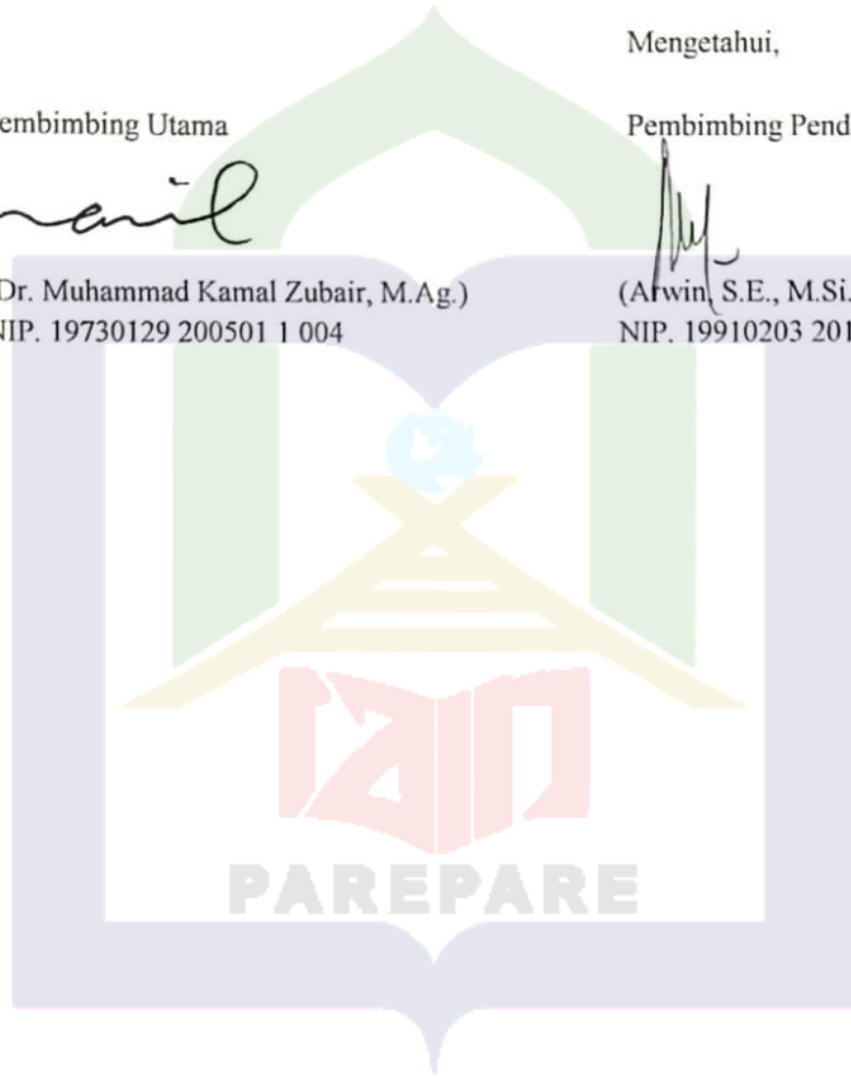 Mengetahui,
embimbing Utama
Pembimbing Pend
Dr. Muhammad Kamal Zubair, M.Ag.)
(Arwin, S.E., M.Si.
NIP. 19730129 200501 1 004
NIP. 19910203 201
iain
PAREPARE